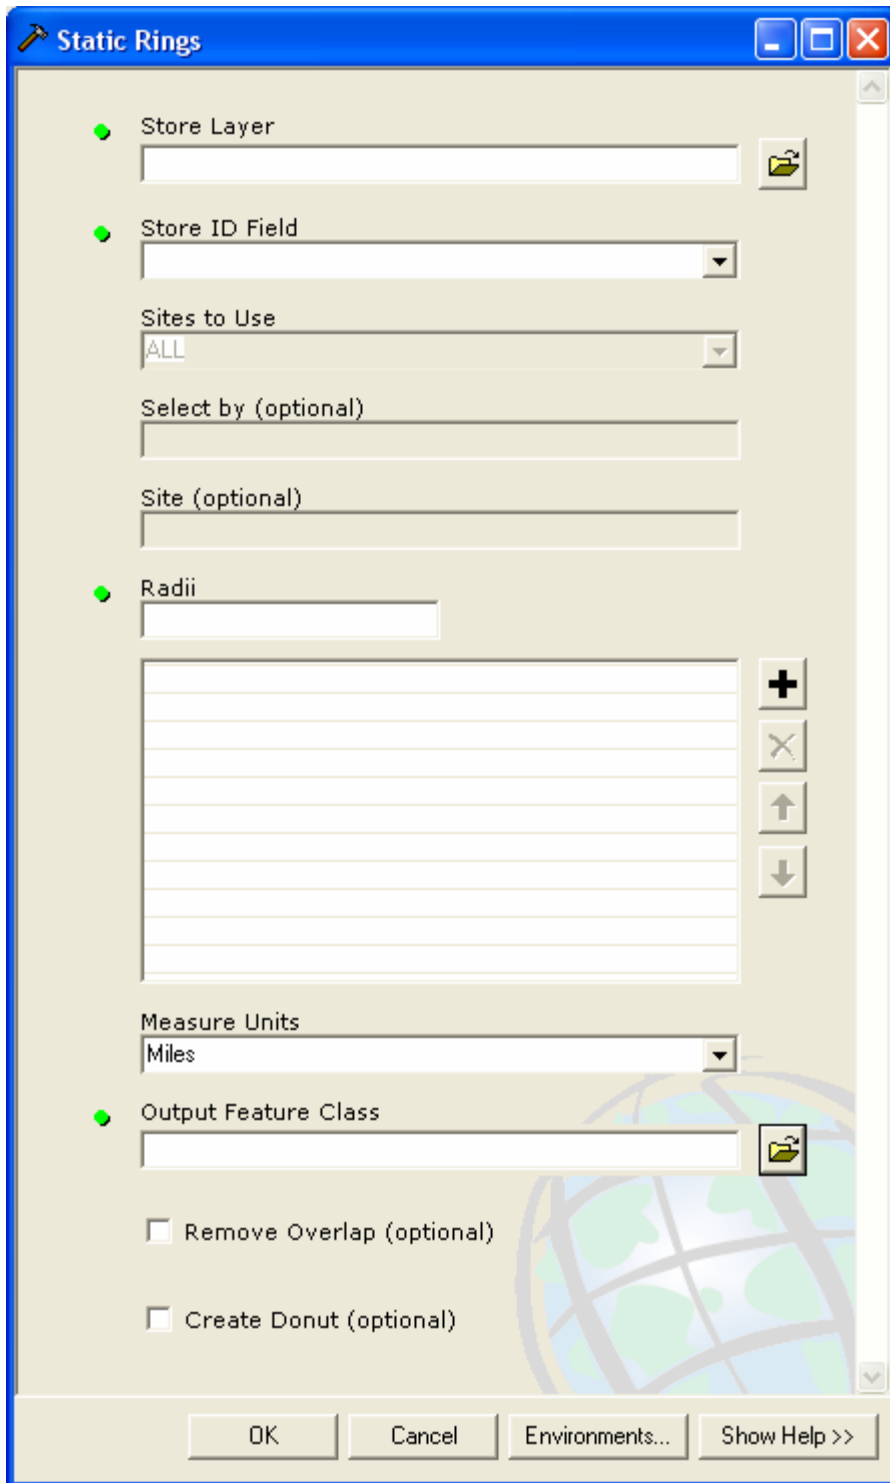 Static Rings
Store Layer
Store ID Field
Sites to Use
ALL
Select by (optional)
Site (optional)
Radii
Measure Units
Miles
Output Feature Class
Remove Overlap (optional)
Create Donut (optional)
OK
Cancel
Environments...
Show Help >>